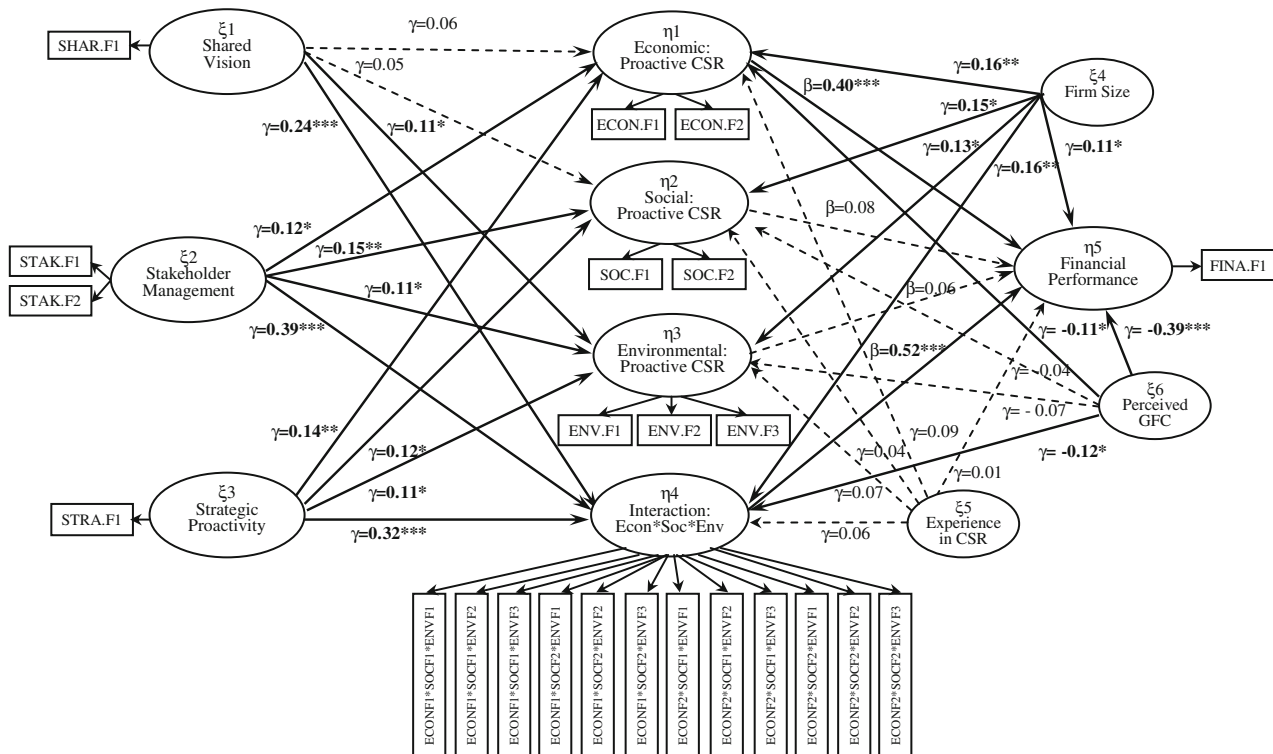 ξ1
Shared
Vision
SHAR.F1
γ=0.06
γ=0.05
γ=0.24***
γ=0.11*
η1
Economic:
Proactive CSR
ECON.F1
ECON.F2
β=0.40***
γ=0.16**
γ=0.15*
γ=0.13*
γ=0.16**
γ=0.11*
ξ4
Firm Size
η2
Social:
Proactive CSR
SOC.F1
SOC.F2
β=0.08
STAK.F1
STAK.F2
ξ2
Stakeholder
Management
γ=0.12*
γ=0.15**
γ=0.11*
γ=0.39***
η5
Financial
Performance
FINA.F1
η3
Environmental:
Proactive CSR
ENV.F1
ENV.F2
ENV.F3
β=0.06
β=0.52***
γ= -0.11*
γ= -0.39***
γ= -0.04
γ= - 0.07
ξ6
Perceived
GFC
γ= -0.12*
γ=0.14**
γ=0.12*
γ=0.11*
γ=0.32***
STRA.F1
ξ3
Strategic
Proactivity
η4
Interaction:
Econ*Soc*Env
γ=0.09
γ=0.04
γ=0.07
γ=0.01
γ=0.06
ξ5
Experience
in CSR
ECONF1*SOCF1*ENVF1
ECONF1*SOCF1*ENVF2
ECONF1*SOCF1*ENVF3
ECONF1*SOCF2*ENVF1
ECONF1*SOCF2*ENVF2
ECONF1*SOCF2*ENVF3
ECONF2*SOCF1*ENVF1
ECONF2*SOCF1*ENVF2
ECONF2*SOCF1*ENVF3
ECONF2*SOCF2*ENVF1
ECONF2*SOCF2*ENVF2
ECONF2*SOCF2*ENVF3